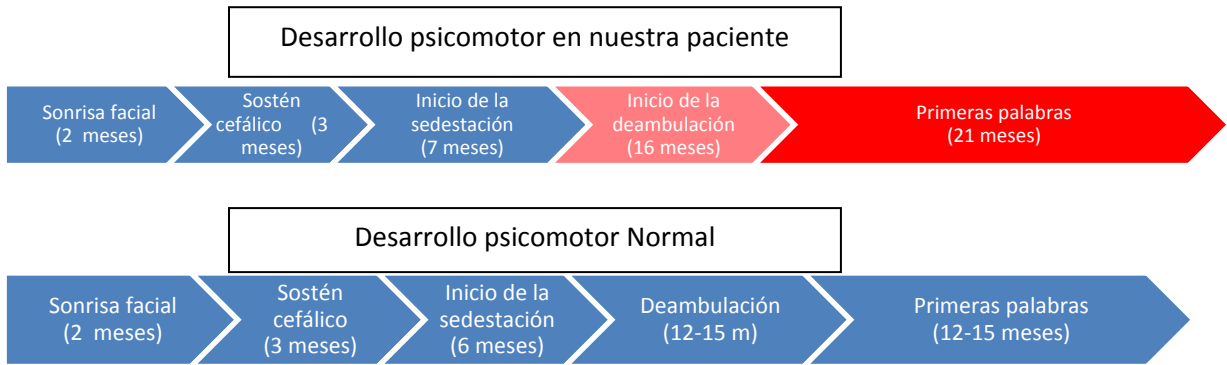 Desarrollo psicomotor en nuestra paciente
Sonrisa facial
(2 meses)
Sostén
cefálico (3
meses)
Inicio de la
sedestación
(7 meses)
Inicio de la
deambulación
(16 meses)
Primeras palabras
(21 meses)
Desarrollo psicomotor Normal
Sonrisa facial
(2 meses)
Sostén
cefálico
(3 meses)
Inicio de la
sedestación
(6 meses)
Deambulación
(12-15 m)
Primeras palabras
(12-15 meses)